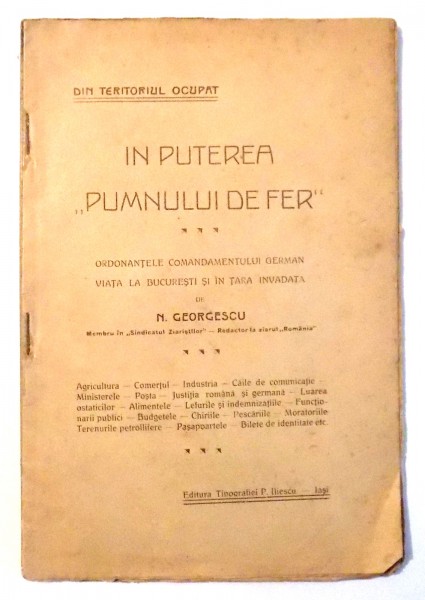 DIN TERITORIUL OCUPAT
IN PUTEREA
„PUMNULUI DE FER“
ORDONANȚELE COMANDAMENTULUI GERMAN
VIAȚA LA BUCUREȘTI ȘI ÎN ȚARA INVADATĂ
DE
N. GEORGESCU
Membru în „Sindicatul Ziariștilor“ — Redactor la ziarul „România“
Agricultura — Comerțul — Industria — Căile de comunicație —
Ministerele — Poșta — Justiția română și germană — Luarea
ostaticilor — Alimentele — Lefurile și indemnizațiile — Funcțio-
narii publici — Budgetele — Chiriile — Pescăriile — Moratoriile
Terenurile petrolifere — Pașapoartele — Bilete de identitate etc.
Editura Tipografiei P. Iliescu — Iași